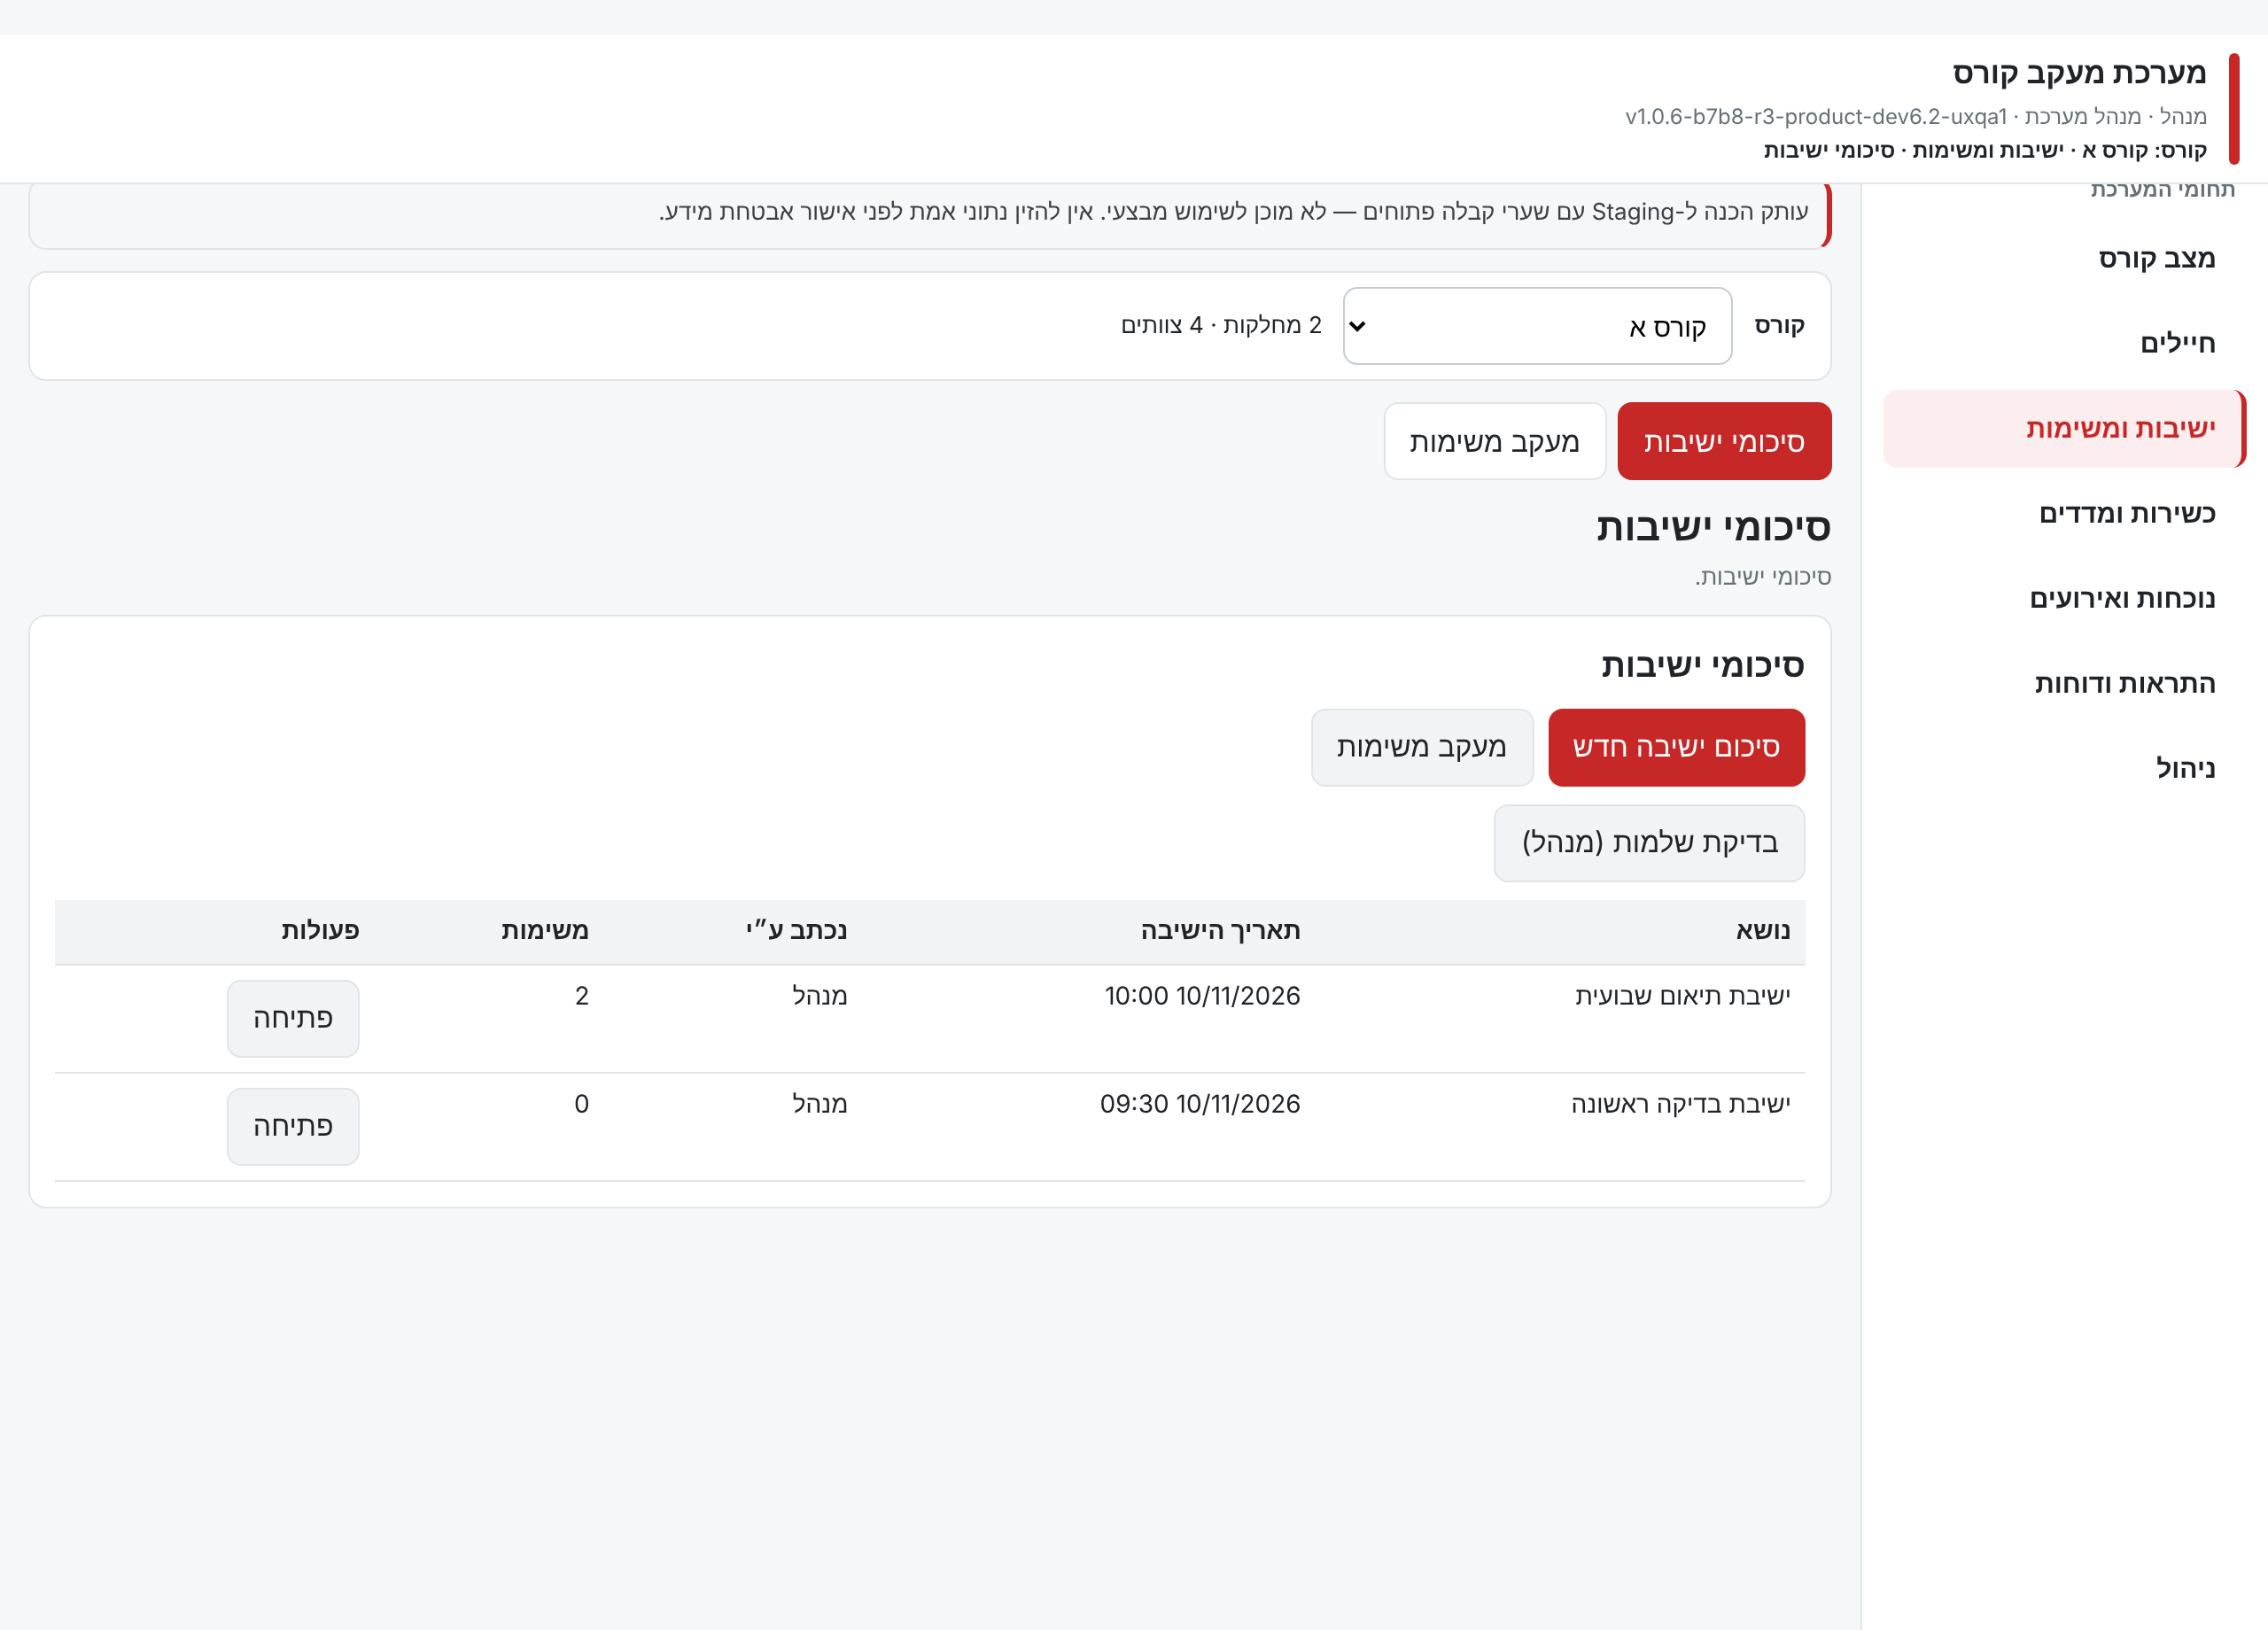 מערכת מעקב קורס
מנהל · מנהל מערכת · v1.0.6-b7b8-r3-product-dev6.2-uxqa1
קורס: קורס א · ישיבות ומשימות · סיכומי ישיבות
תחומי המערכת
מצב קורס
חיילים
ישיבות ומשימות
כשירות ומדדים
נוכחות ואירועים
התראות ודוחות
ניהול
עותק הכנה ל-Staging עם שערי קבלה פתוחים — לא מוכן לשימוש מבצעי. אין להזין נתוני אמת לפני אישור אבטחת מידע.
קורס קורס א 2 מחלקות · 4 צוותים
סיכומי ישיבות מעקב משימות
סיכומי ישיבות
סיכומי ישיבות.
סיכומי ישיבות
סיכום ישיבה חדש מעקב משימות
בדיקת שלמות (מנהל)
נושא תאריך הישיבה נכתב ע״י משימות פעולות
ישיבת תיאום שבועית 10/11/2026 10:00 מנהל 2 פתיחה
ישיבת בדיקה ראשונה 10/11/2026 09:30 מנהל 0 פתיחה